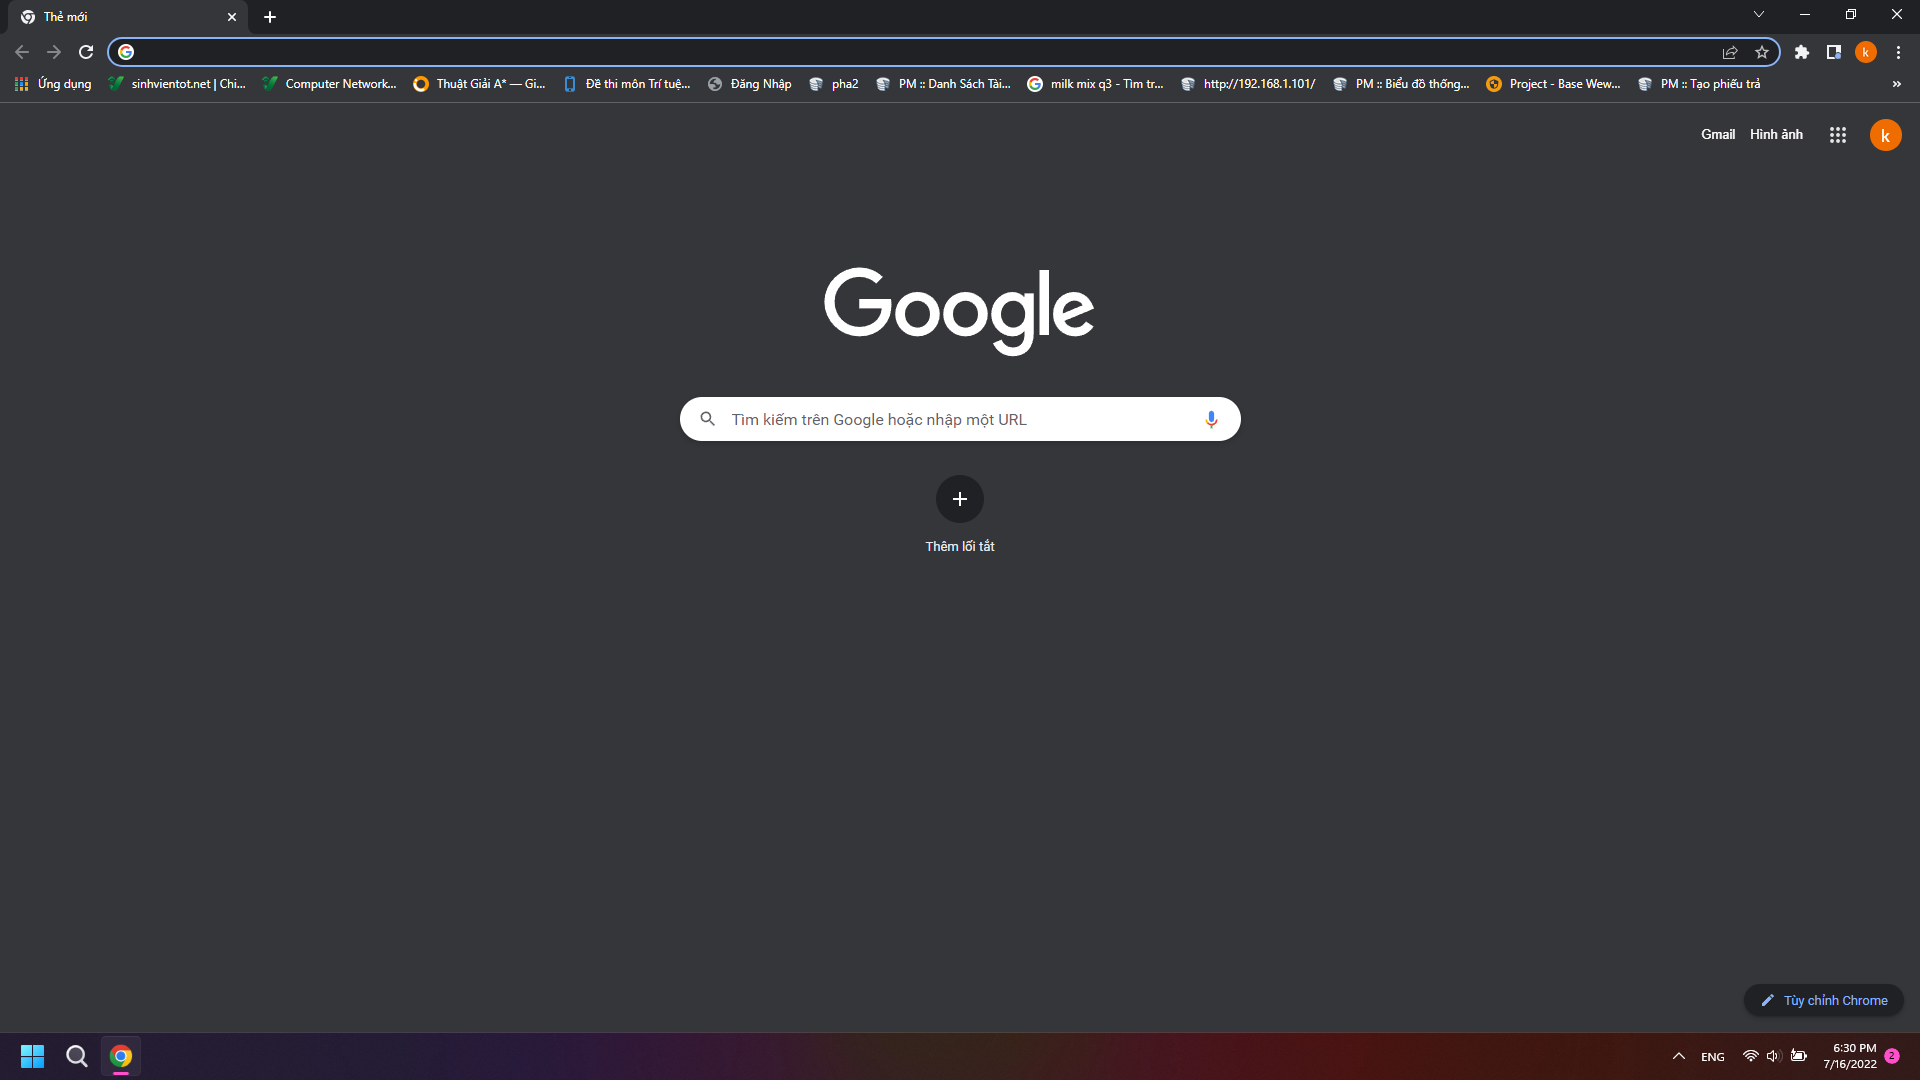 Thẻ mới
Ứng dụng
sinhvientot.net | Chi...
Computer Network...
Thuật Giải A* — Gi...
Đề thi môn Trí tuệ...
Đăng Nhập
pha2
PM :: Danh Sách Tài...
milk mix q3 - Tìm tr...
http://192.168.1.101/
PM :: Biểu đồ thống...
Project - Base Wew...
PM :: Tạo phiếu trả
»
k
Gmail
Hình ảnh
k
Google
Tìm kiếm trên Google hoặc nhập một URL
Thêm lối tắt
Tùy chỉnh Chrome
ENG
6:30 PM
7/16/2022
2